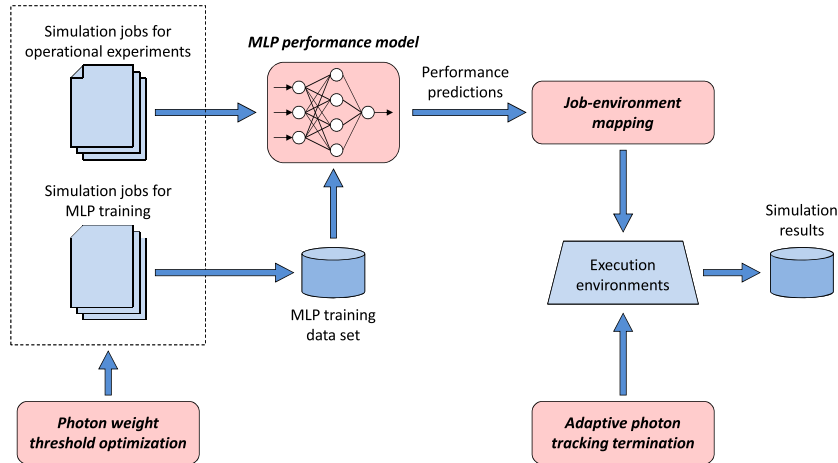 Simulation jobs for
operational experiments
MLP performance model
Performance
predictions
Job-environment
mapping
Simulation jobs for
MLP training
MLP training
data set
Execution
environments
Simulation
results
Photon weight
threshold optimization
Adaptive photon
tracking termination